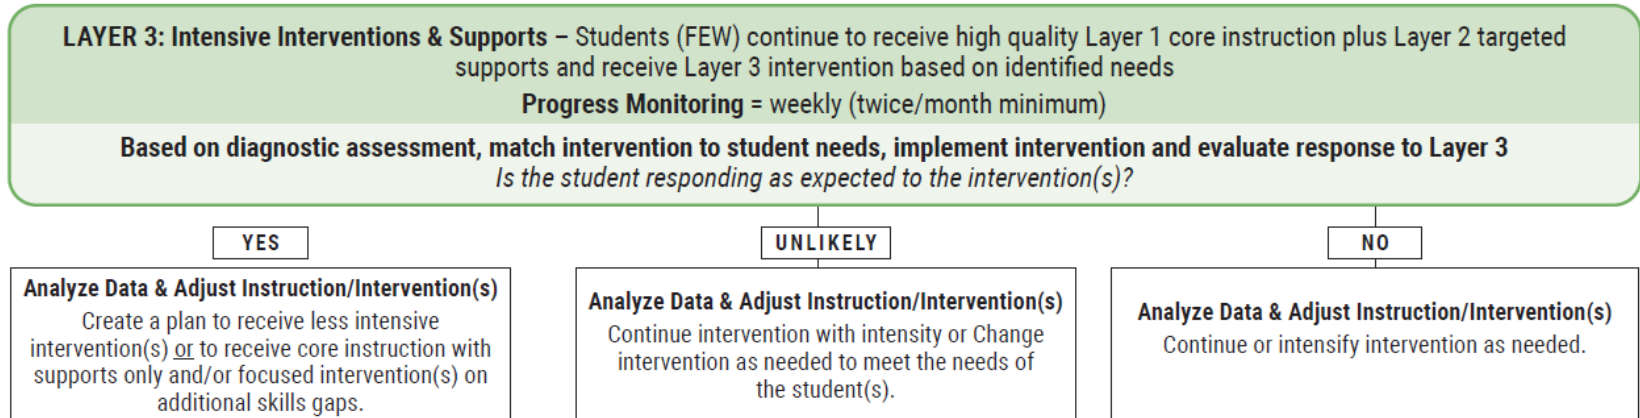 LAYER 3: Intensive Interventions & Supports – Students (FEW) continue to receive high quality Layer 1 core instruction plus Layer 2 targeted
supports and receive Layer 3 intervention based on identified needs
Progress Monitoring = weekly (twice/month minimum)
Based on diagnostic assessment, match intervention to student needs, implement intervention and evaluate response to Layer 3
Is the student responding as expected to the intervention(s)?
YES
Analyze Data & Adjust Instruction/Intervention(s)
Create a plan to receive less intensive
intervention(s) or to receive core instruction with
supports only and/or focused intervention(s) on
additional skills gaps.
UNLIKELY
Analyze Data & Adjust Instruction/Intervention(s)
Continue intervention with intensity or Change
intervention as needed to meet the needs of
the student(s).
NO
Analyze Data & Adjust Instruction/Intervention(s)
Continue or intensify intervention as needed.